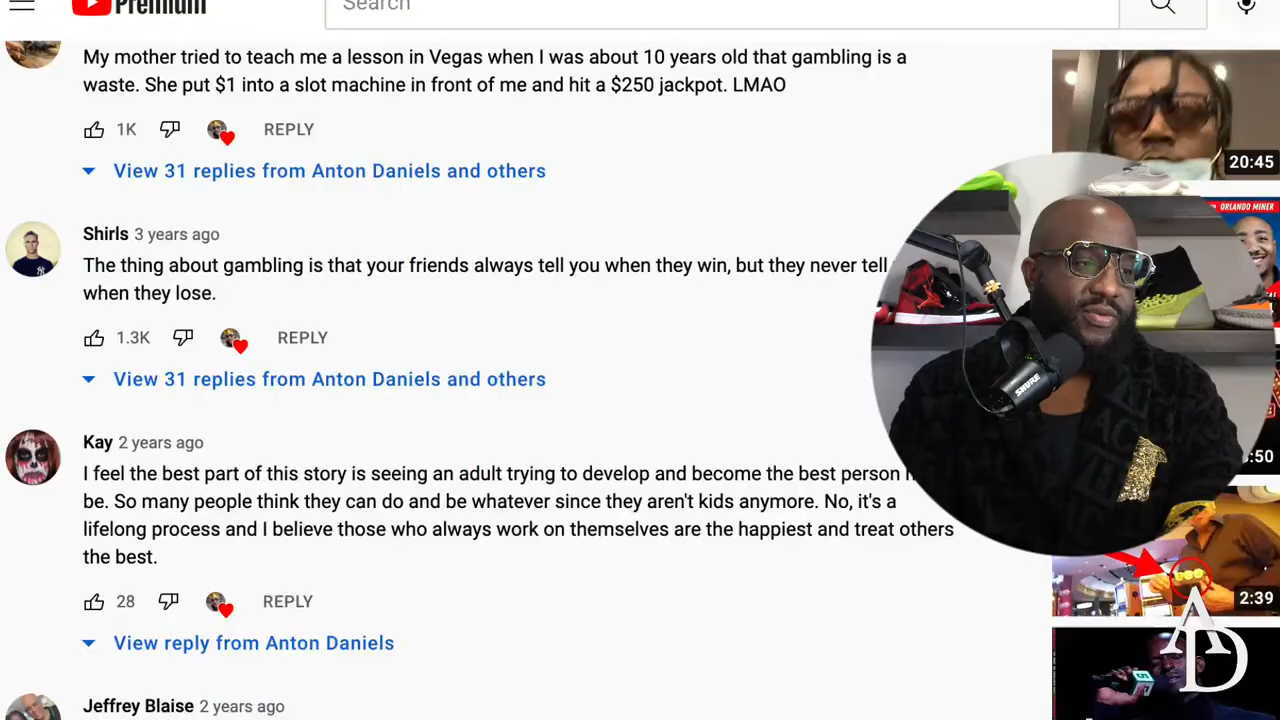 Premium
Search
My mother tried to teach me a lesson in Vegas when I was about 10 years old that gambling is a
waste. She put $1 into a slot machine in front of me and hit a $250 jackpot. LMAO
1K
REPLY
View 31 replies from Anton Daniels and others
20:45
ORLANDO MINER
Shirls 3 years ago
The thing about gambling is that your friends always tell you when they win, but they never tell
when they lose.
1.3K
REPLY
View 31 replies from Anton Daniels and others
SHURE
Kay 2 years ago
I feel the best part of this story is seeing an adult trying to develop and become the best person
be. So many people think they can do and be whatever since they aren't kids anymore. No, it's a
lifelong process and I believe those who always work on themselves are the happiest and treat others
the best.
:50
28
REPLY
2:39
View reply from Anton Daniels
AD
Jeffrey Blaise 2 years ago